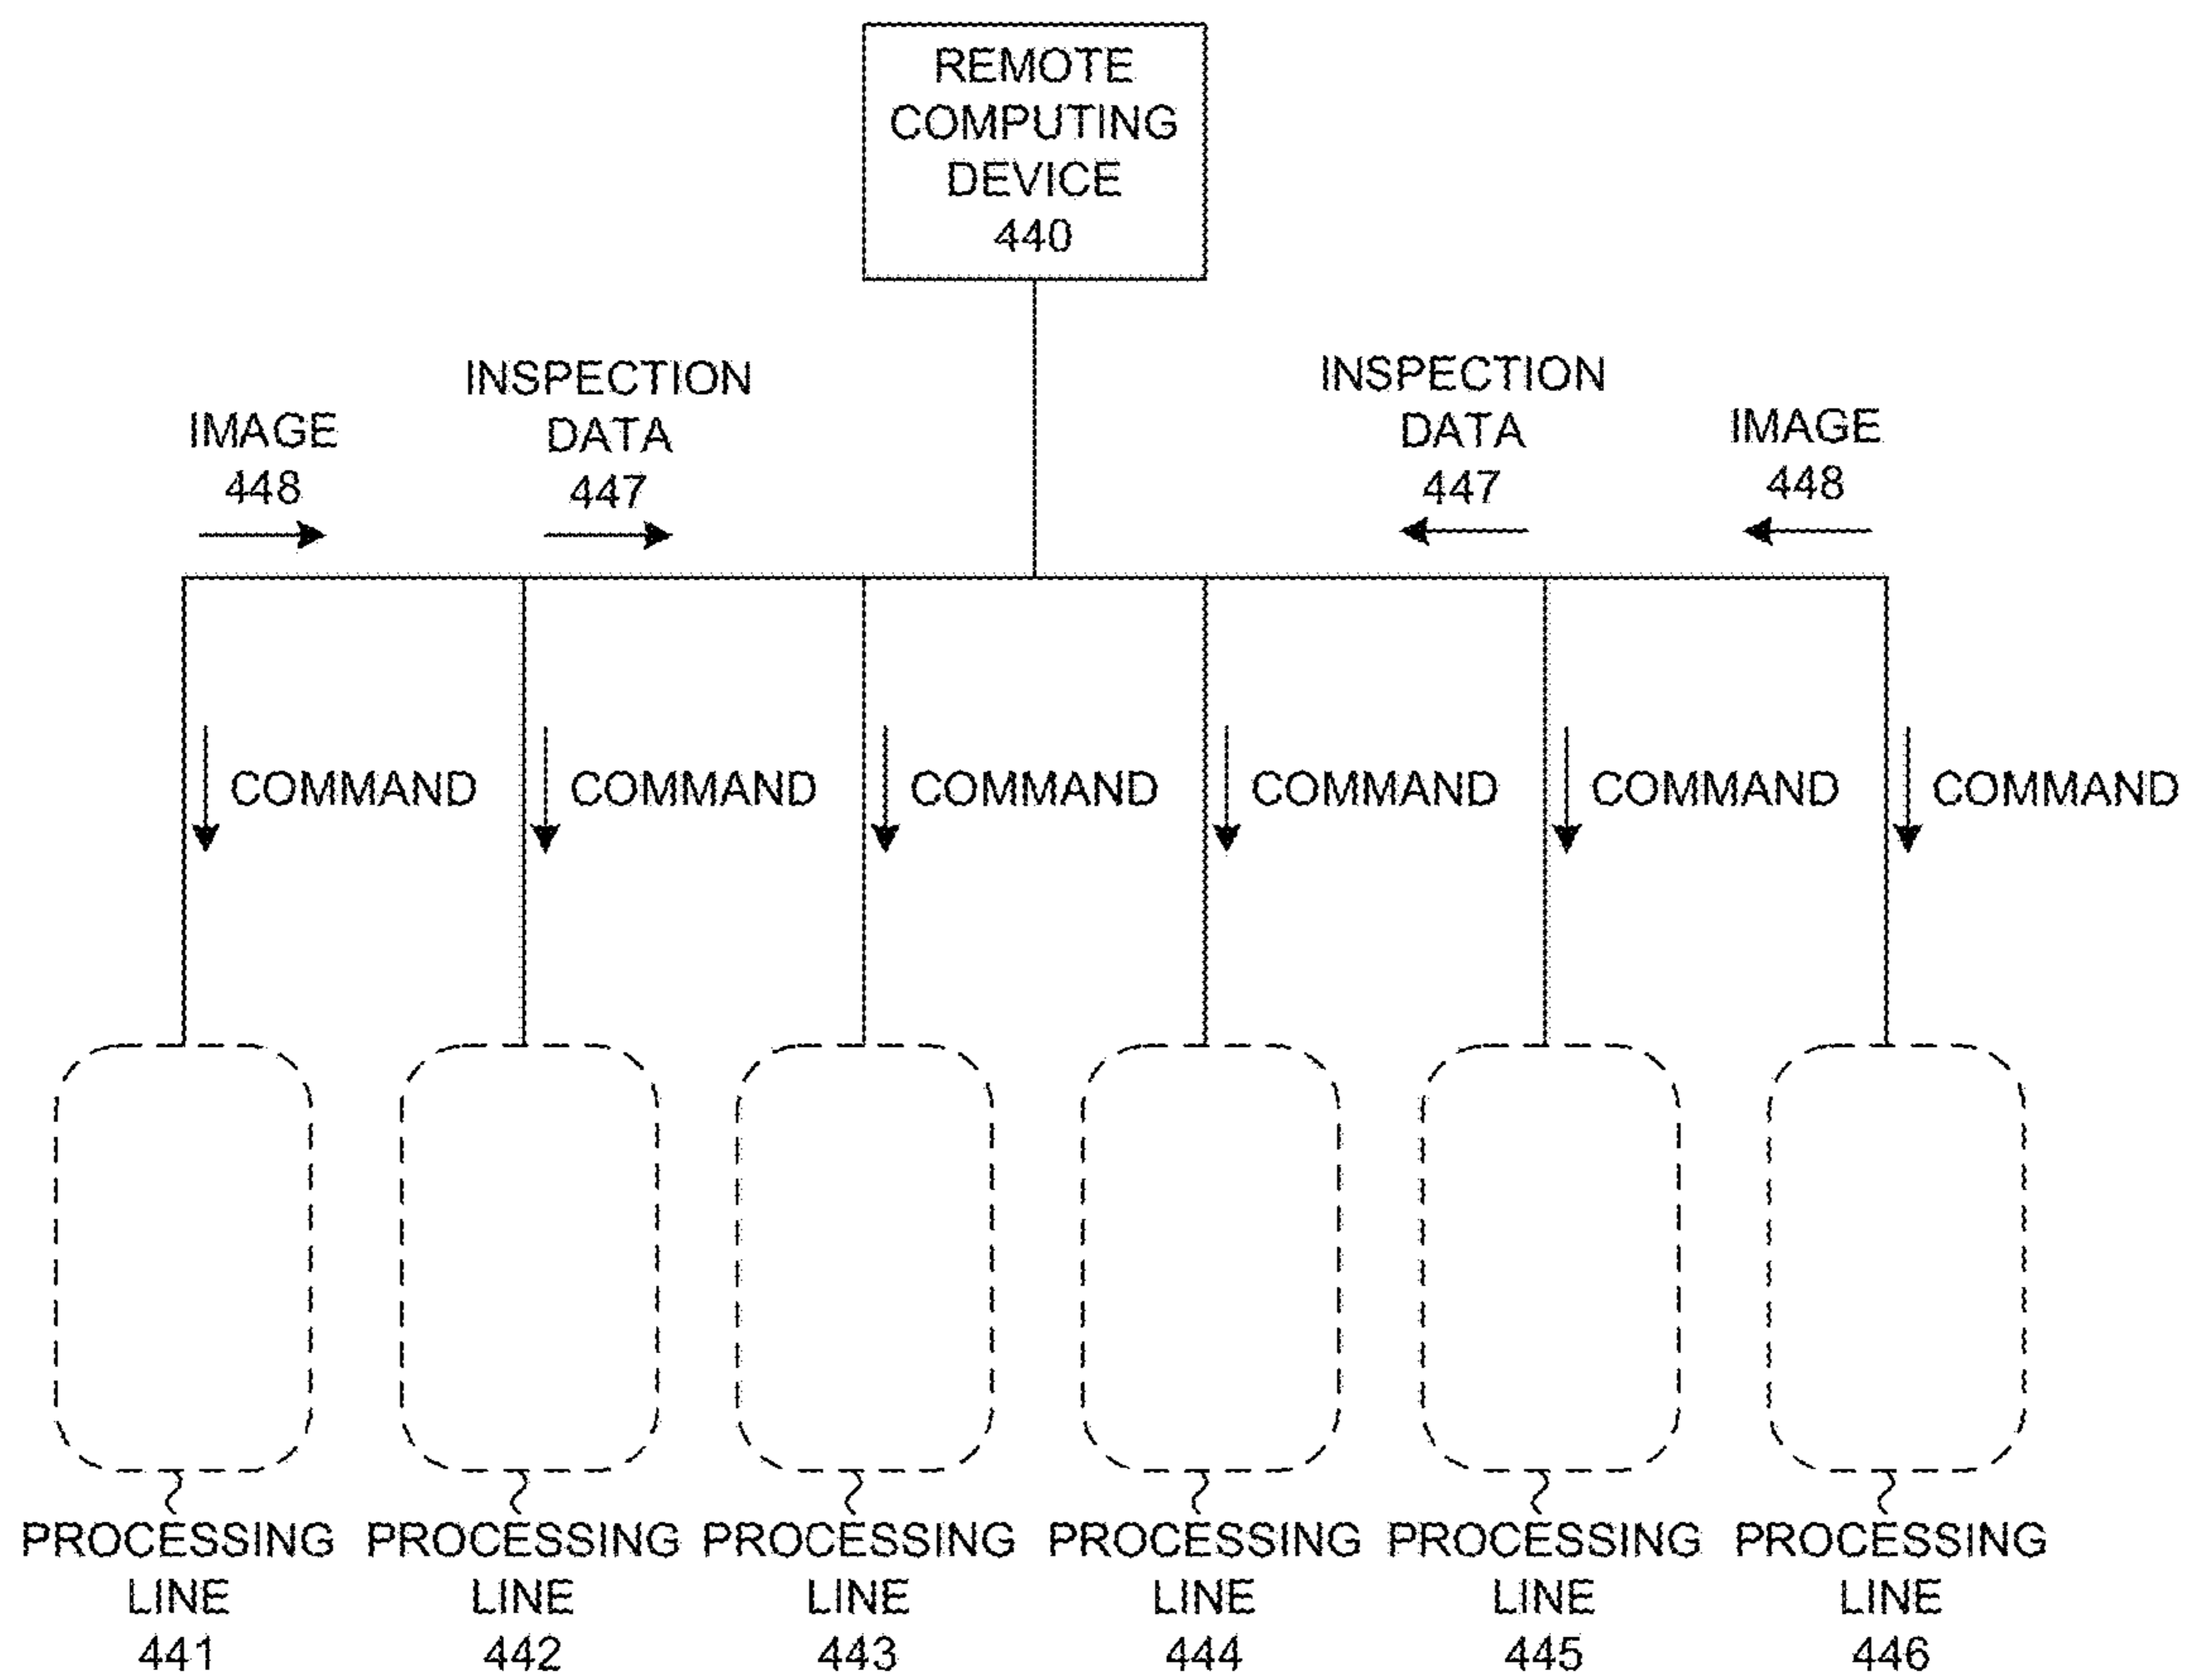 REMOTE
COMPUTING
DEVICE
440
IMAGE
448
INSPECTION
DATA
447
INSPECTION
DATA
447
IMAGE
448
COMMAND
COMMAND
COMMAND
COMMAND
COMMAND
COMMAND
PROCESSING
LINE
441
PROCESSING
LINE
442
PROCESSING
LINE
443
PROCESSING
LINE
444
PROCESSING
LINE
445
PROCESSING
LINE
446